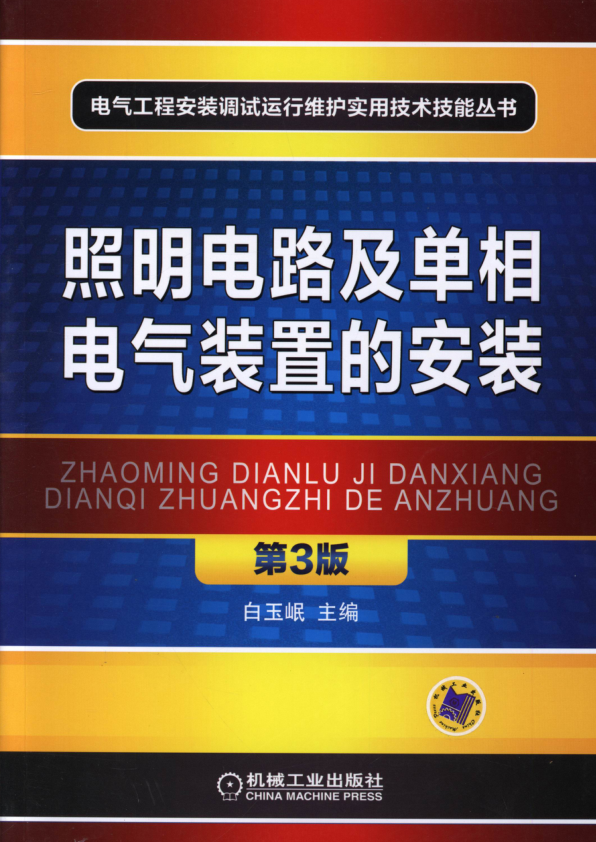 电气工程安装调试运行维护实用技术技能丛书
照明电路及单相
电气装置的安装
ZHAOMING DIANLU JI DANXIANG
DIANQI ZHUANGZHI DE ANZHUANG
第3版
白玉岷 主编
机械工业出版社
CHINA MACHINE PRESS